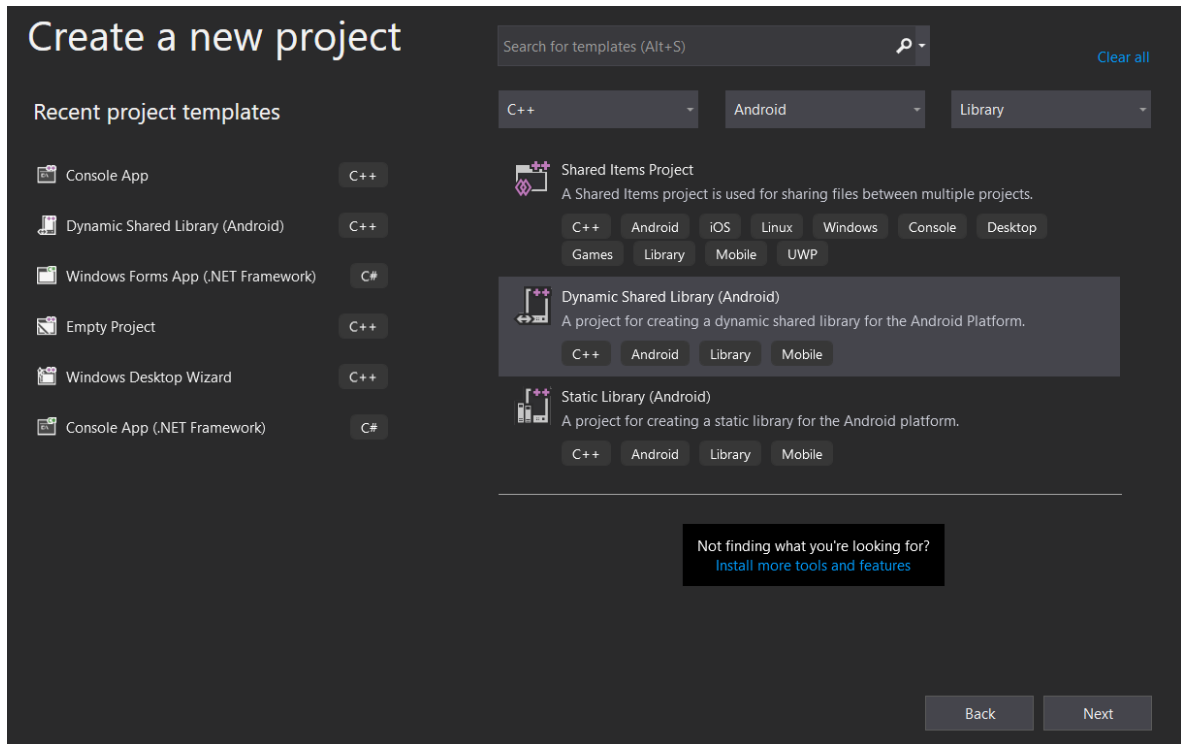 Create a new project
Search for templates (Alt+S)
Clear all
Recent project templates
C++
Android
Library
Console App C++
Dynamic Shared Library (Android) C++
Windows Forms App (.NET Framework) C#
Empty Project C++
Windows Desktop Wizard C++
Console App (.NET Framework) C#
Shared Items Project
A Shared Items project is used for sharing files between multiple projects.
C++ Android iOS Linux Windows Console Desktop
Games Library Mobile UWP
Dynamic Shared Library (Android)
A project for creating a dynamic shared library for the Android Platform.
C++ Android Library Mobile
Static Library (Android)
A project for creating a static library for the Android platform.
C++ Android Library Mobile
Not finding what you're looking for?
Install more tools and features
Back
Next